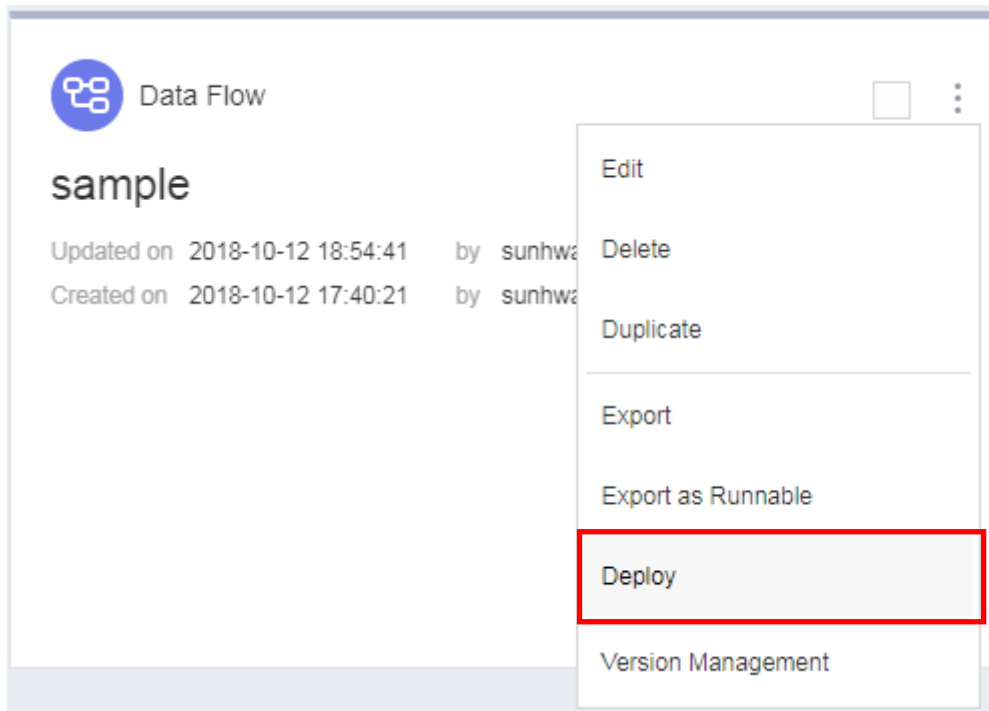 Data Flow
sample
Updated on 2018-10-12 18:54:41 by
Created on 2018-10-12 17:40:21 by
Edit
Delete
Duplicate
Export
Export as Runnable
Deploy
Version Management